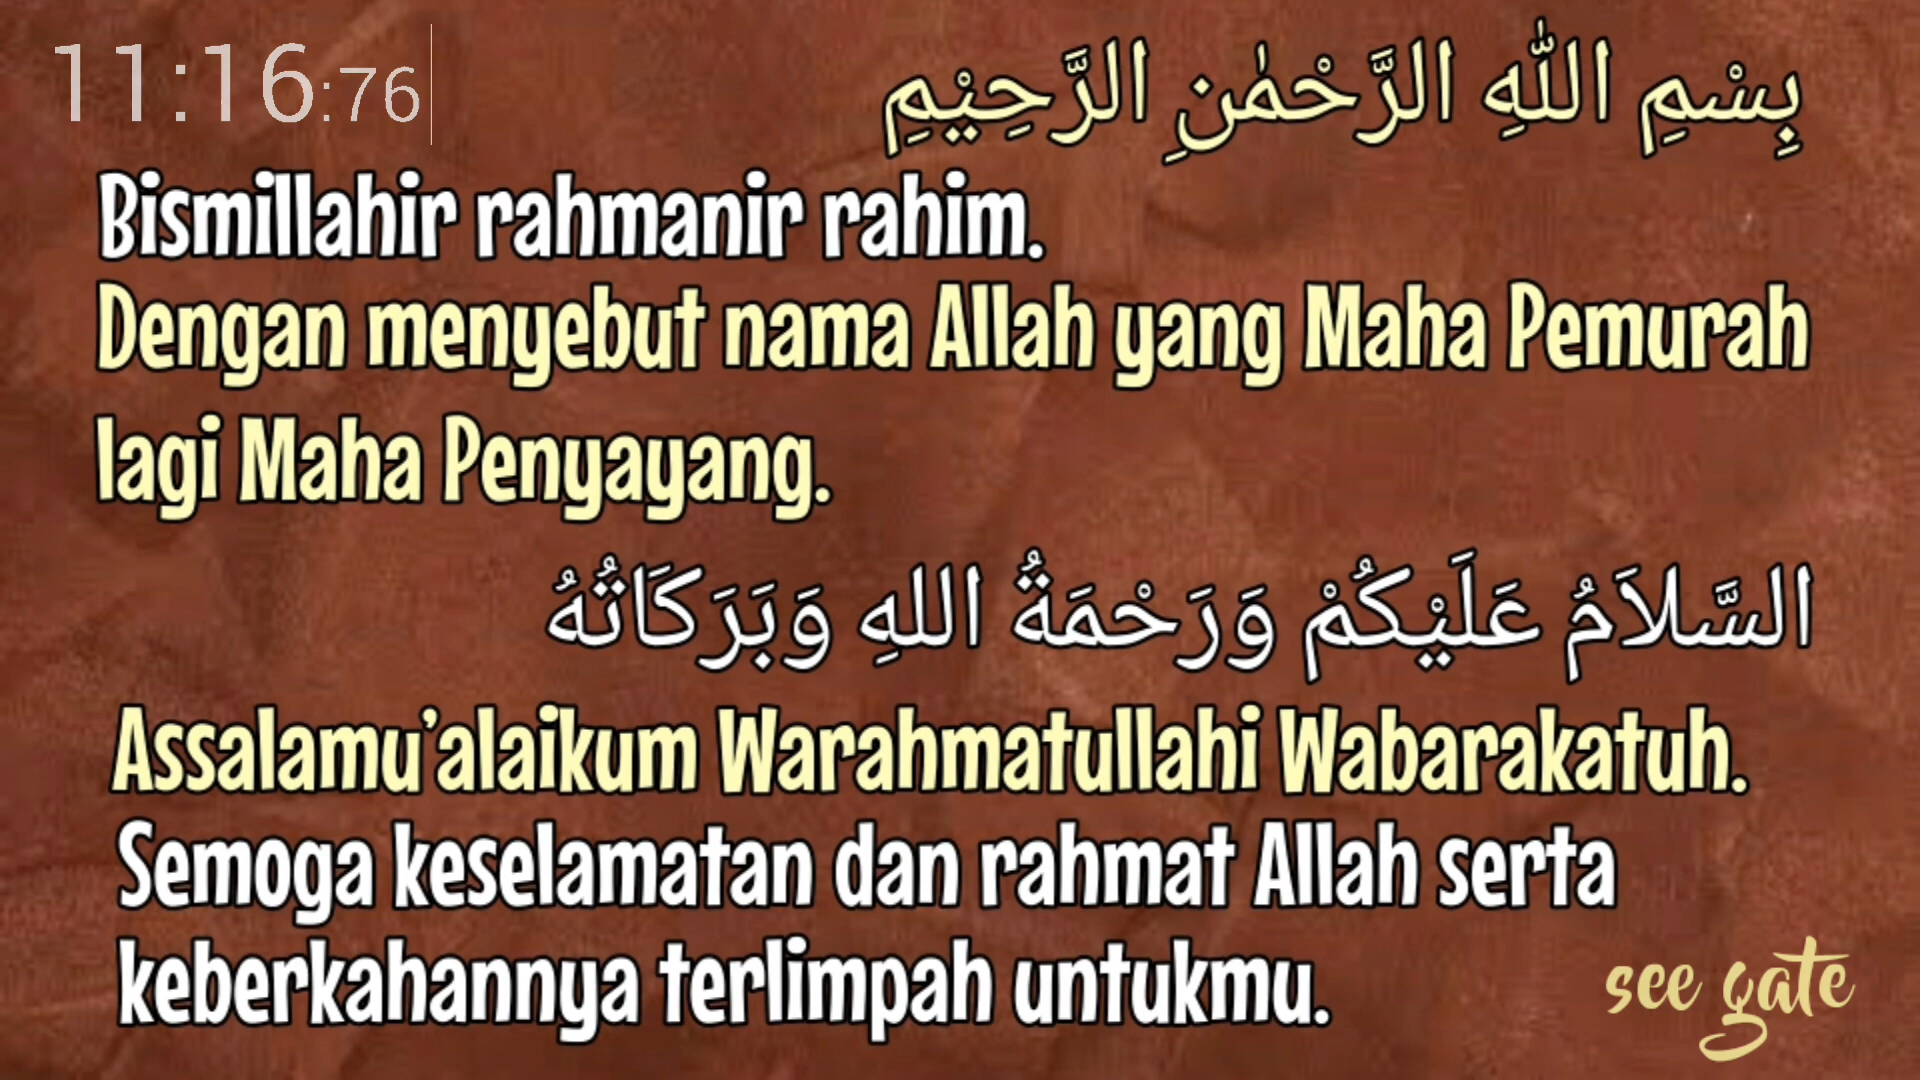 11:16:76
بِسْمِ اللّٰهِ الرَّحْمٰنِ الرَّحِيْمِ
Bismillahir rahmanir rahim.
Dengan menyebut nama Allah yang Maha Pemurah
lagi Maha Penyayang.
السَّلاَمُ عَلَيْكُمْ وَرَحْمَةُ اللهِ وَبَرَكَاتُهُ
Assalamu’alaikum Warahmatullahi Wabarakatuh.
Semoga keselamatan dan rahmat Allah serta
keberkahannya terlimpah untukmu.
see gate